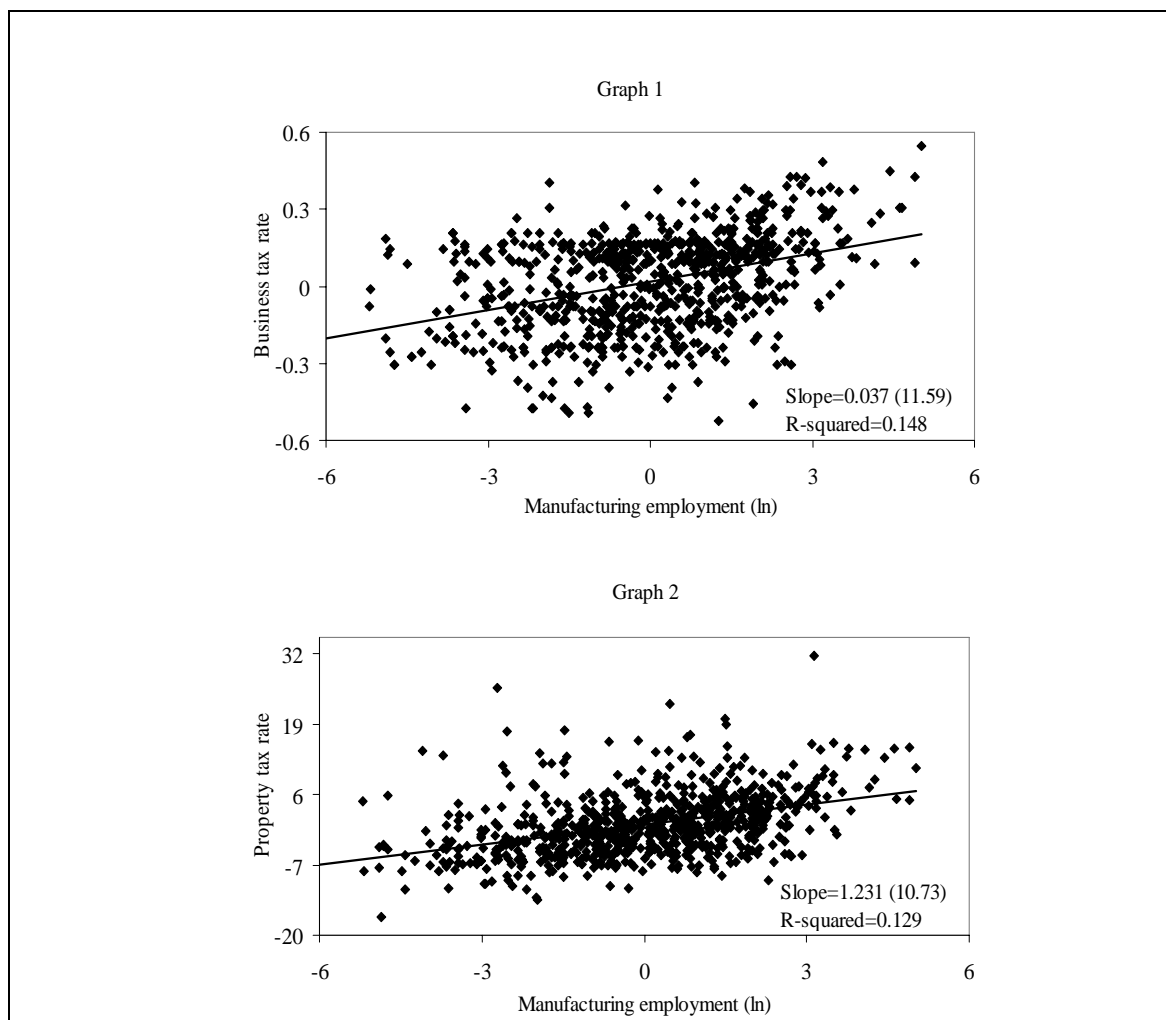 Graph 1
0.6
0.3
0
-0.3
-0.6
Business tax rate
Slope=0.037 (11.59)
R-squared=0.148
-6 -3 0 3 6
Manufacturing employment (ln)
Graph 2
32
19
6
-7
-20
Property tax rate
Slope=1.231 (10.73)
R-squared=0.129
-6 -3 0 3 6
Manufacturing employment (ln)